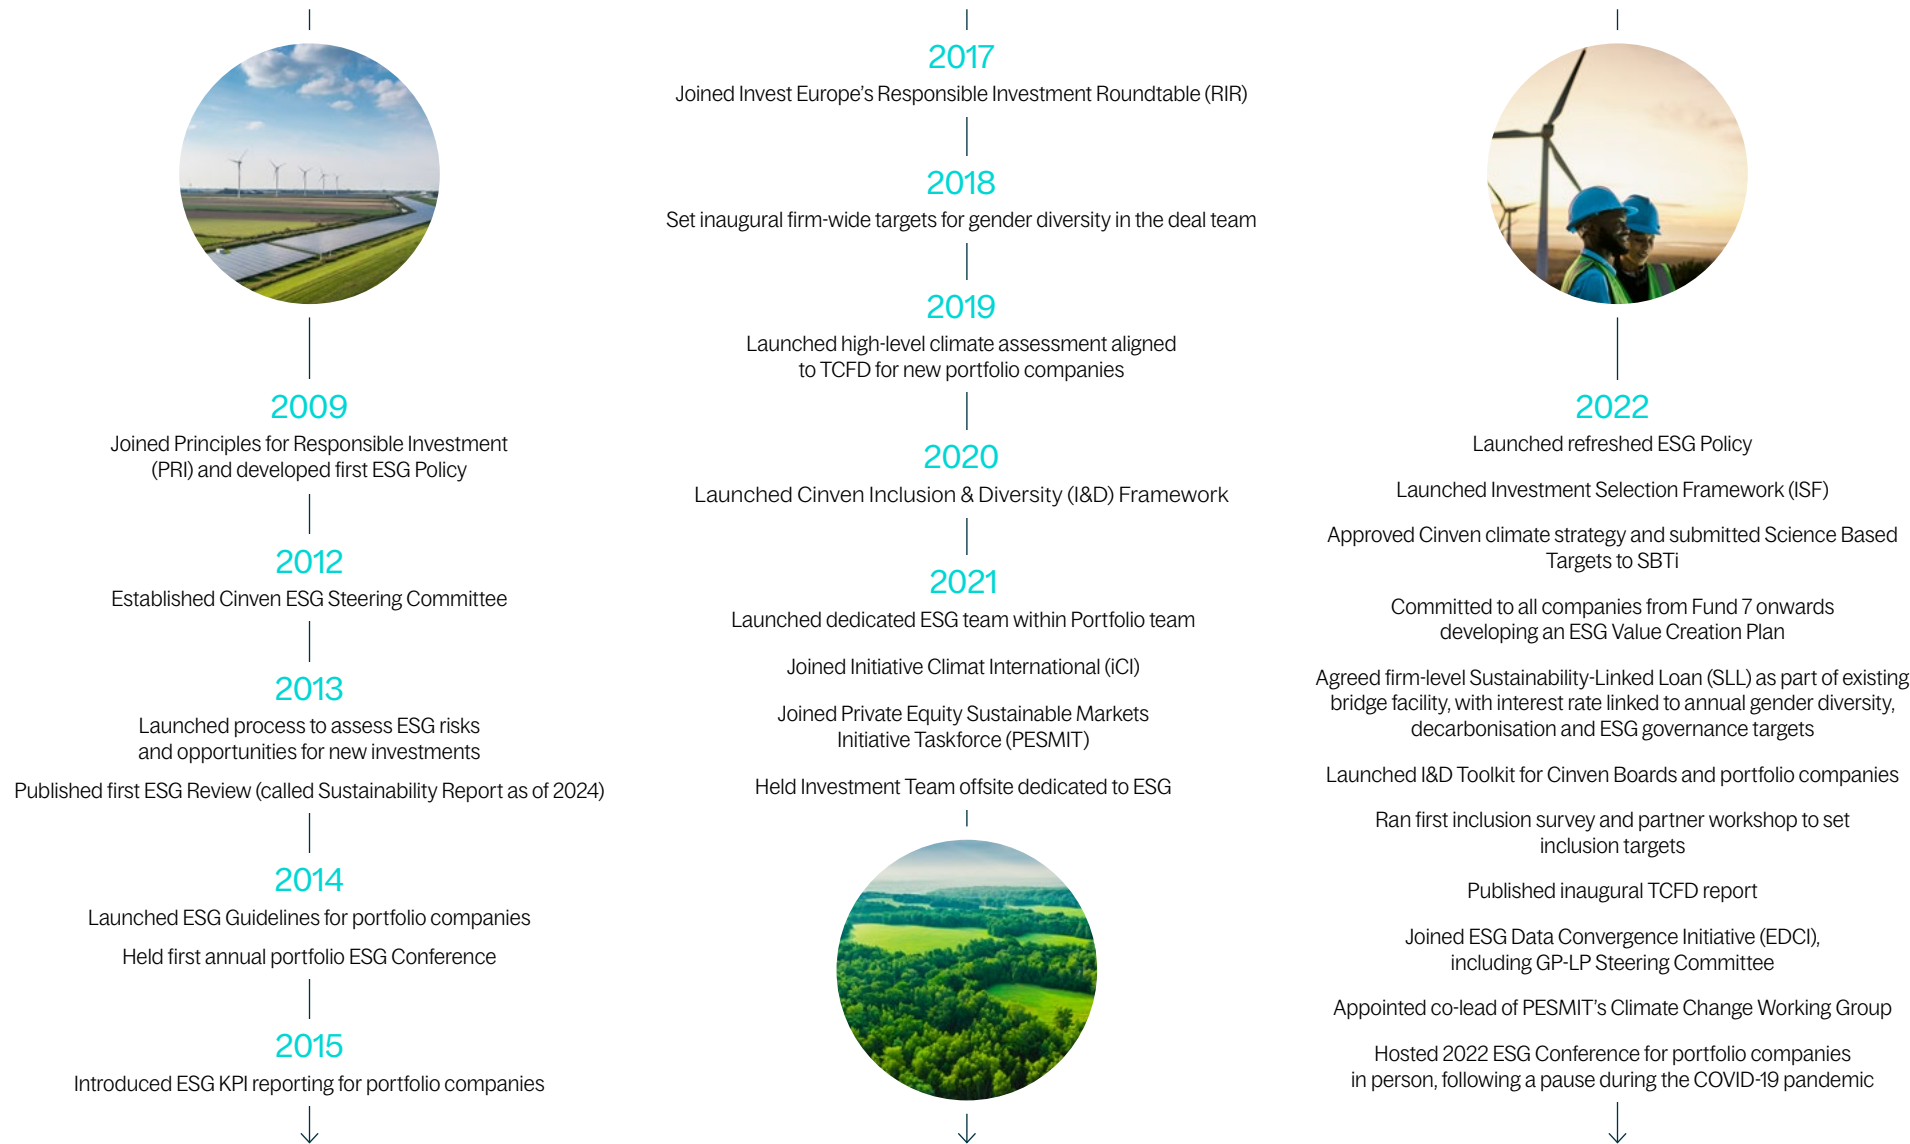 2009
Joined Principles for Responsible Investment
(PRI) and developed first ESG Policy
2012
Established Cinven ESG Steering Committee
2013
Launched process to assess ESG risks
and opportunities for new investments
Published first ESG Review (called Sustainability Report as of 2024)
2014
Launched ESG Guidelines for portfolio companies
Held first annual portfolio ESG Conference
2015
Introduced ESG KPI reporting for portfolio companies
2017
Joined Invest Europe’s Responsible Investment Roundtable (RIR)
2018
Set inaugural firm-wide targets for gender diversity in the deal team
2019
Launched high-level climate assessment aligned
to TCFD for new portfolio companies
2020
Launched Cinven Inclusion & Diversity (I&D) Framework
2021
Launched dedicated ESG team within Portfolio team
Joined Initiative Climat International (iCI)
Joined Private Equity Sustainable Markets
Initiative Taskforce (PESMIT)
Held Investment Team offsite dedicated to ESG
2022
Launched refreshed ESG Policy
Launched Investment Selection Framework (ISF)
Approved Cinven climate strategy and submitted Science Based
Targets to SBTi
Committed to all companies from Fund 7 onwards
developing an ESG Value Creation Plan
Agreed firm-level Sustainability-Linked Loan (SLL) as part of existing
bridge facility, with interest rate linked to annual gender diversity,
decarbonisation and ESG governance targets
Launched I&D Toolkit for Cinven Boards and portfolio companies
Ran first inclusion survey and partner workshop to set
inclusion targets
Published inaugural TCFD report
Joined ESG Data Convergence Initiative (EDCI),
including GP-LP Steering Committee
Appointed co-lead of PESMIT’s Climate Change Working Group
Hosted 2022 ESG Conference for portfolio companies
in person, following a pause during the COVID-19 pandemic